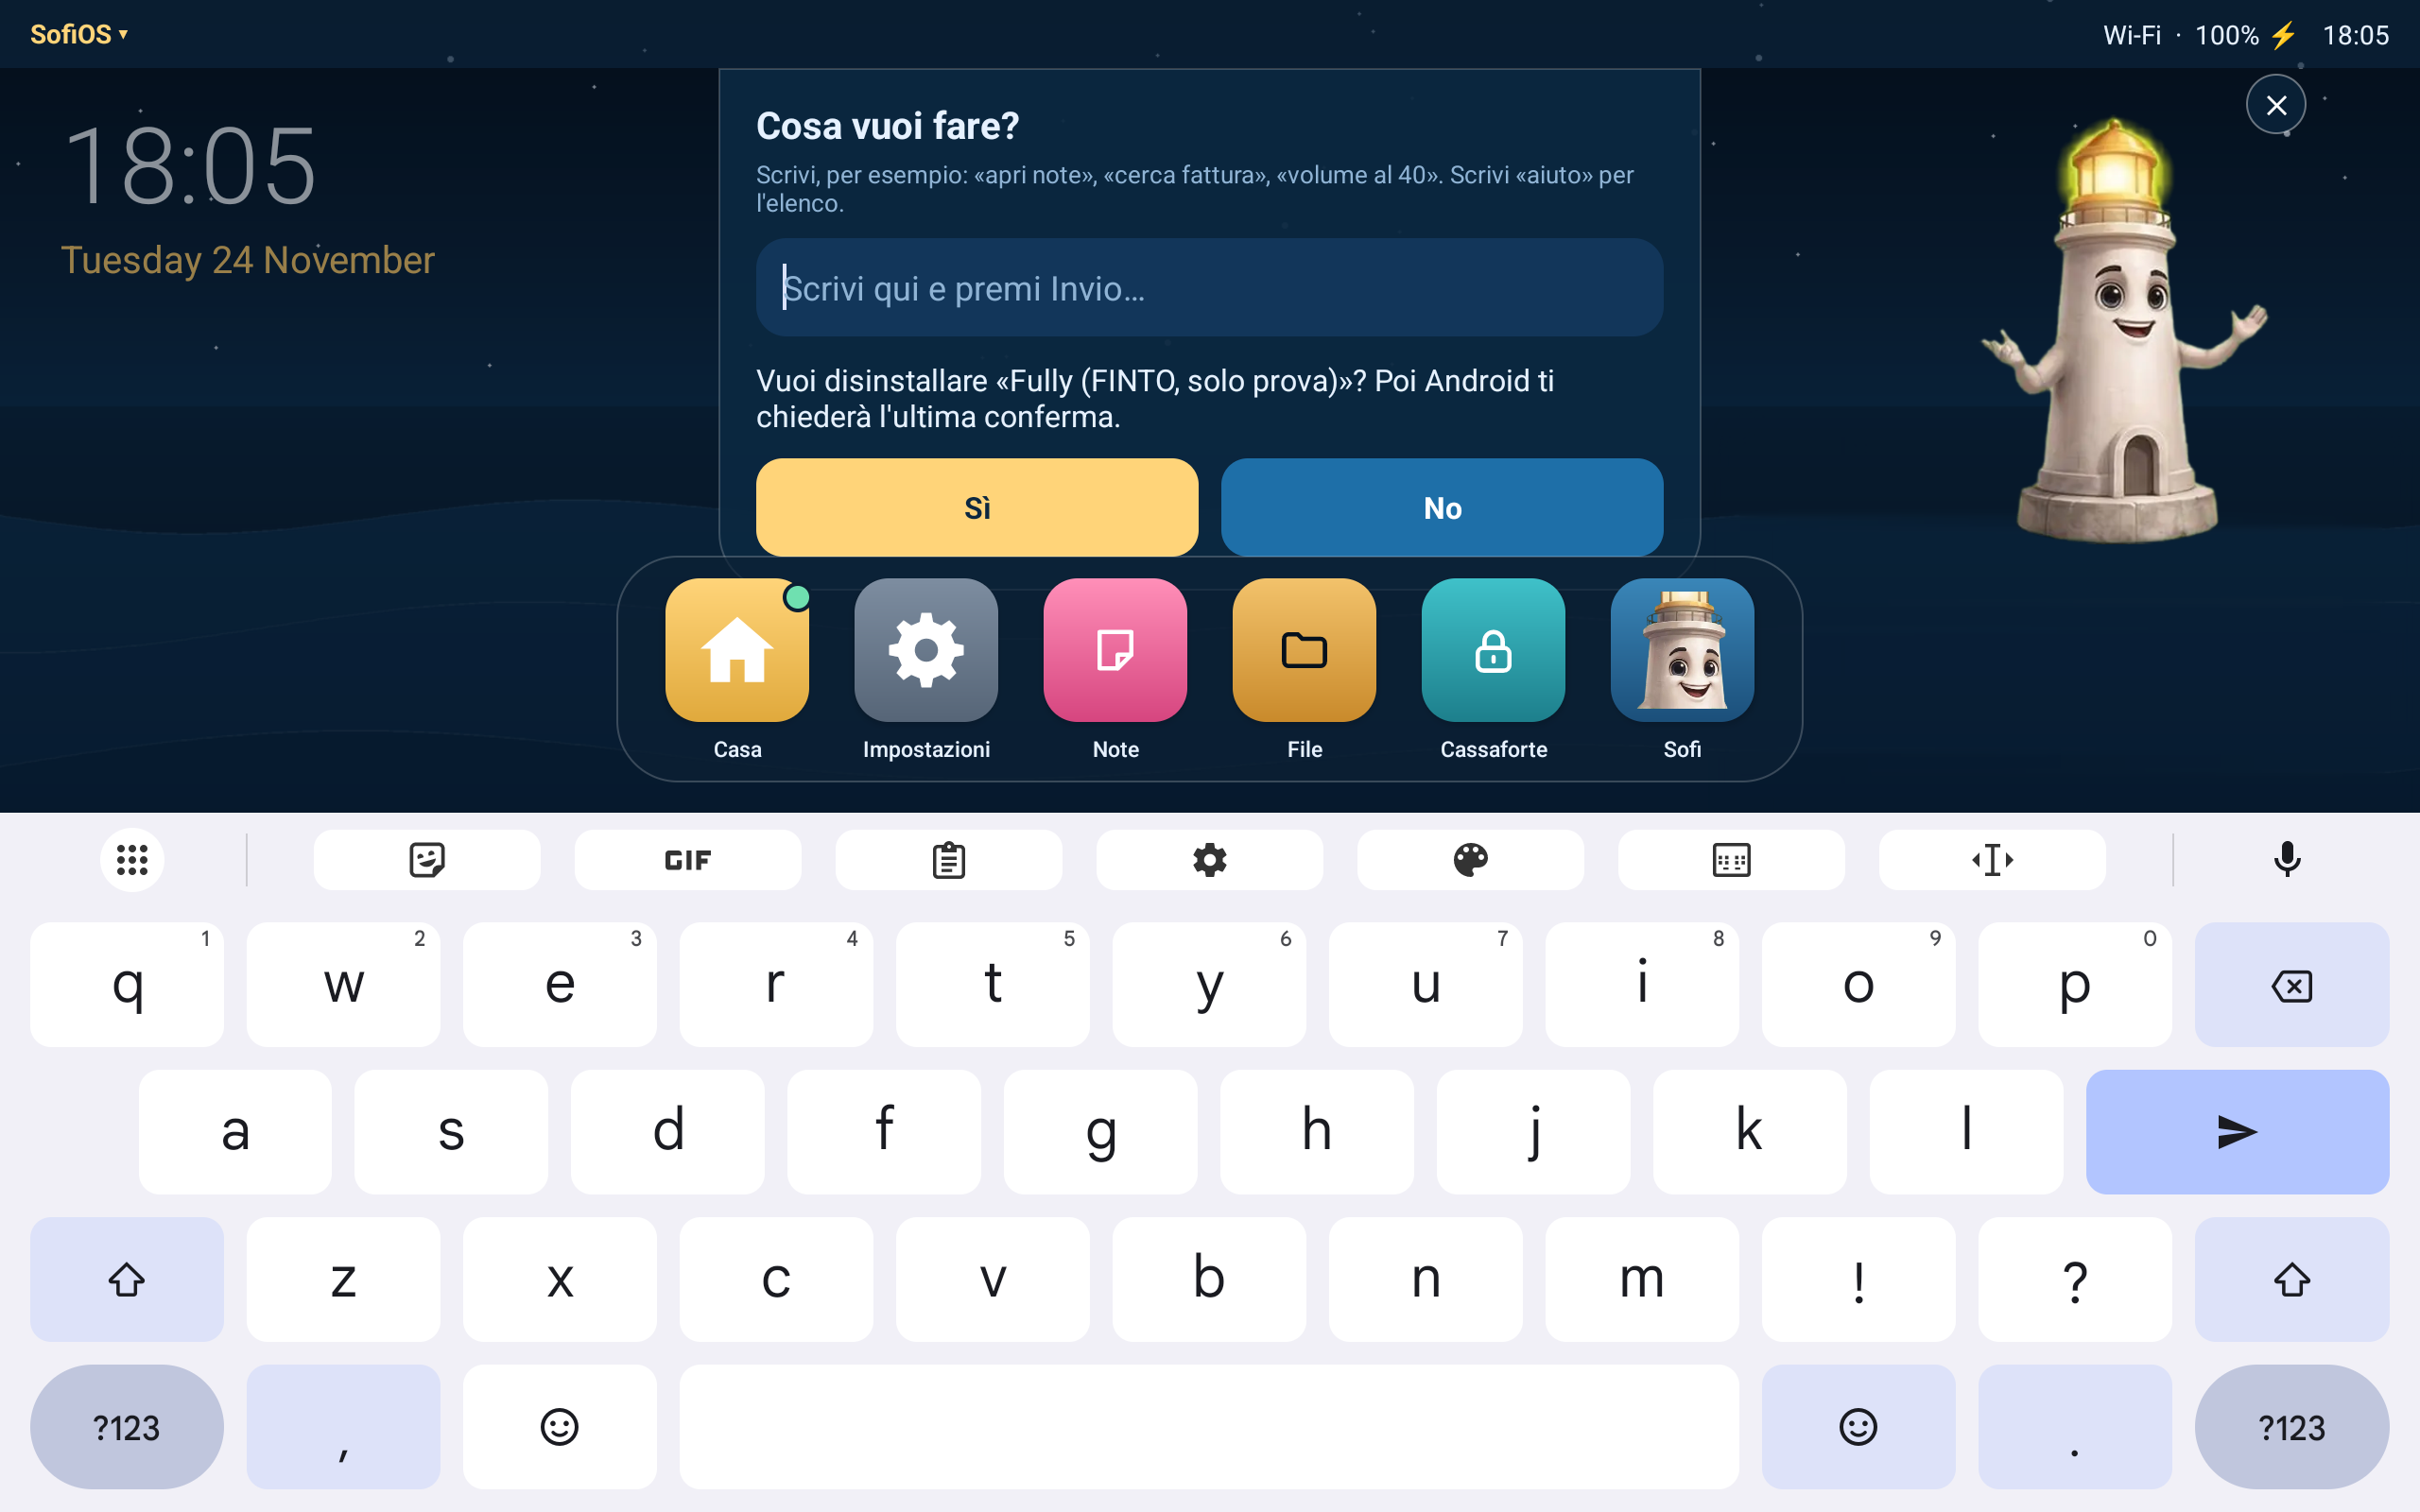 SofiOS ▾
Wi-Fi · 100% ⚡ 18:05
18:05
Tuesday 24 November
Cosa vuoi fare?
Scrivi, per esempio: «apri note», «cerca fattura», «volume al 40». Scrivi «aiuto» per
l'elenco.
Scrivi qui e premi Invio...
Vuoi disinstallare «Fully (FINTO, solo prova)»? Poi Android ti
chiederà l'ultima conferma.
Sì No
Casa Impostazioni Note File Cassaforte Sofi
GIF
1 2 3 4 5 6 7 8 9 0
q w e r t y u i o p
a s d f g h j k l
z x c v b n m ! ?
?123 , . ?123